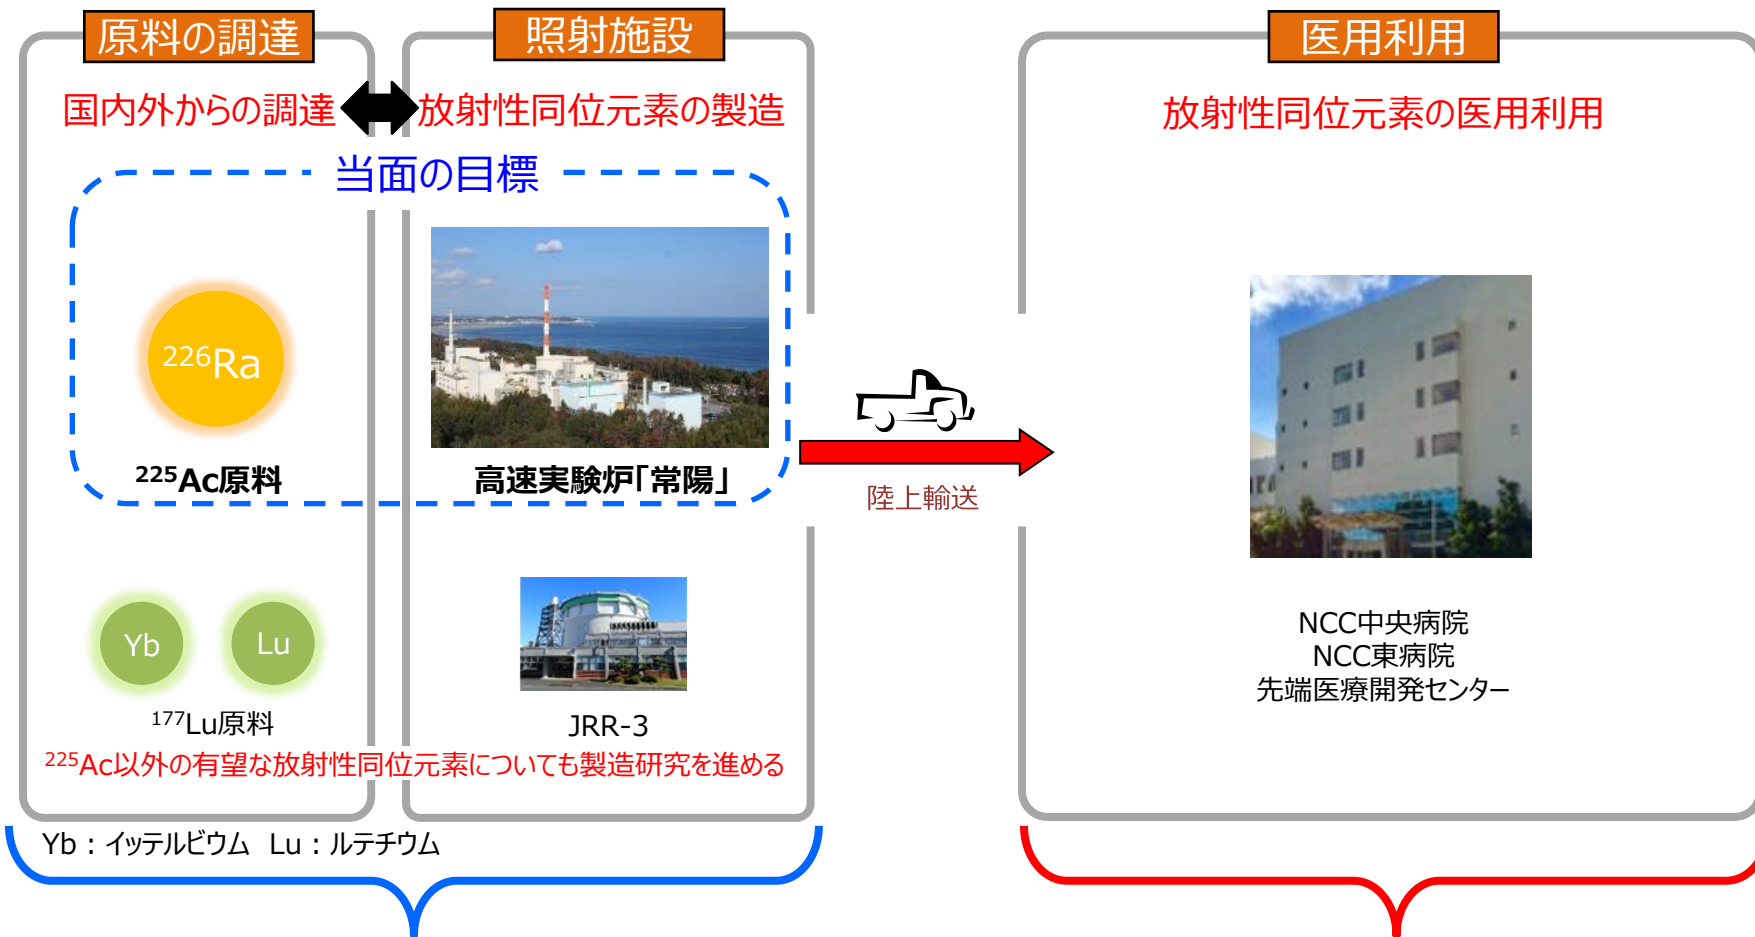 原料の調達
照射施設
医用利用
国内外からの調達
放射性同位元素の製造
放射性同位元素の医用利用
当面の目標
²²⁶Ra
²²⁵Ac原料
高速実験炉「常陽」
陸上輸送
Yb
Lu
¹⁷⁷Lu原料
JRR-3
NCC中央病院
NCC東病院
先端医療開発センター
²²⁵Ac以外の有望な放射性同位元素についても製造研究を進める
Yb：イッテルビウム Lu：ルテチウム